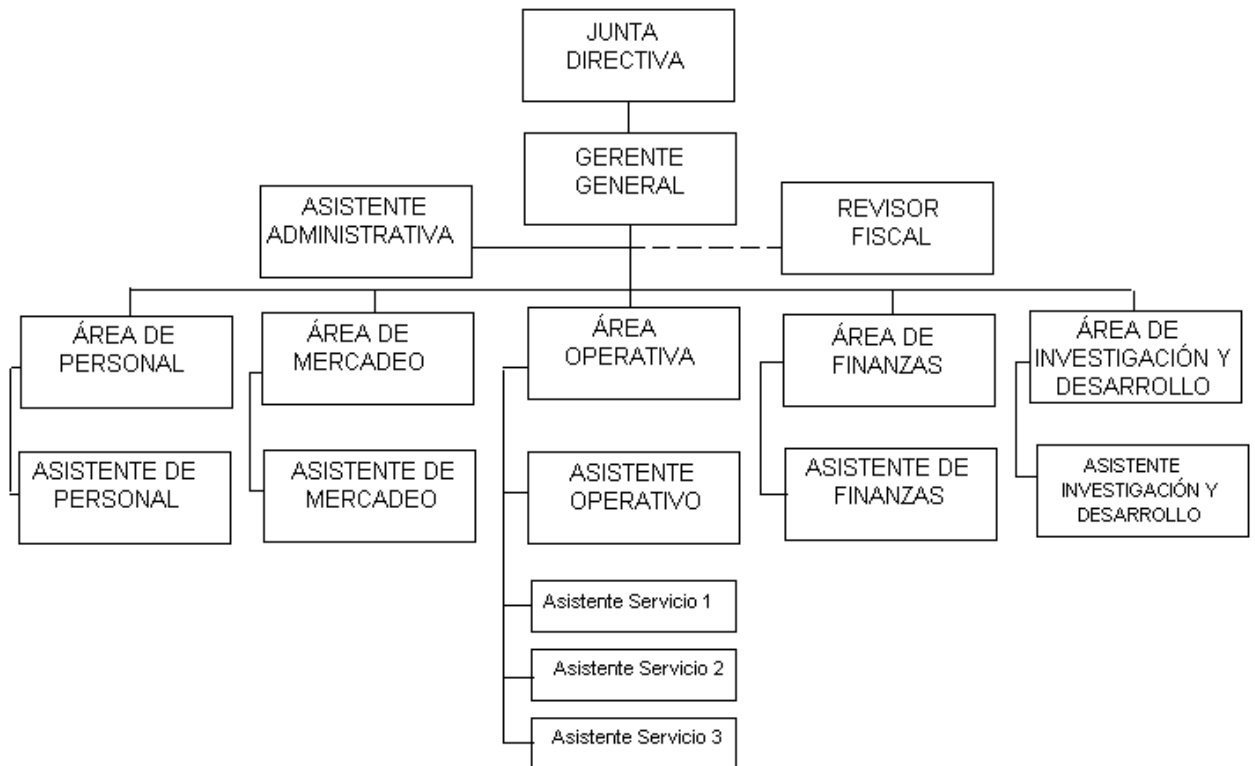 JUNTA
DIRECTIVA
GERENTE
GENERAL
ASISTENTE
ADMINISTRATIVA
REVISOR
FISCAL
ÁREA DE
PERSONAL
ÁREA DE
MERCADEO
ÁREA
OPERATIVA
ÁREA DE
FINANZAS
ÁREA DE
INVESTIGACIÓN Y
DESARROLLO
ASISTENTE DE
PERSONAL
ASISTENTE DE
MERCADEO
ASISTENTE
OPERATIVO
ASISTENTE DE
FINANZAS
ASISTENTE
INVESTIGACIÓN Y
DESARROLLO
Asistente Servicio 1
Asistente Servicio 2
Asistente Servicio 3